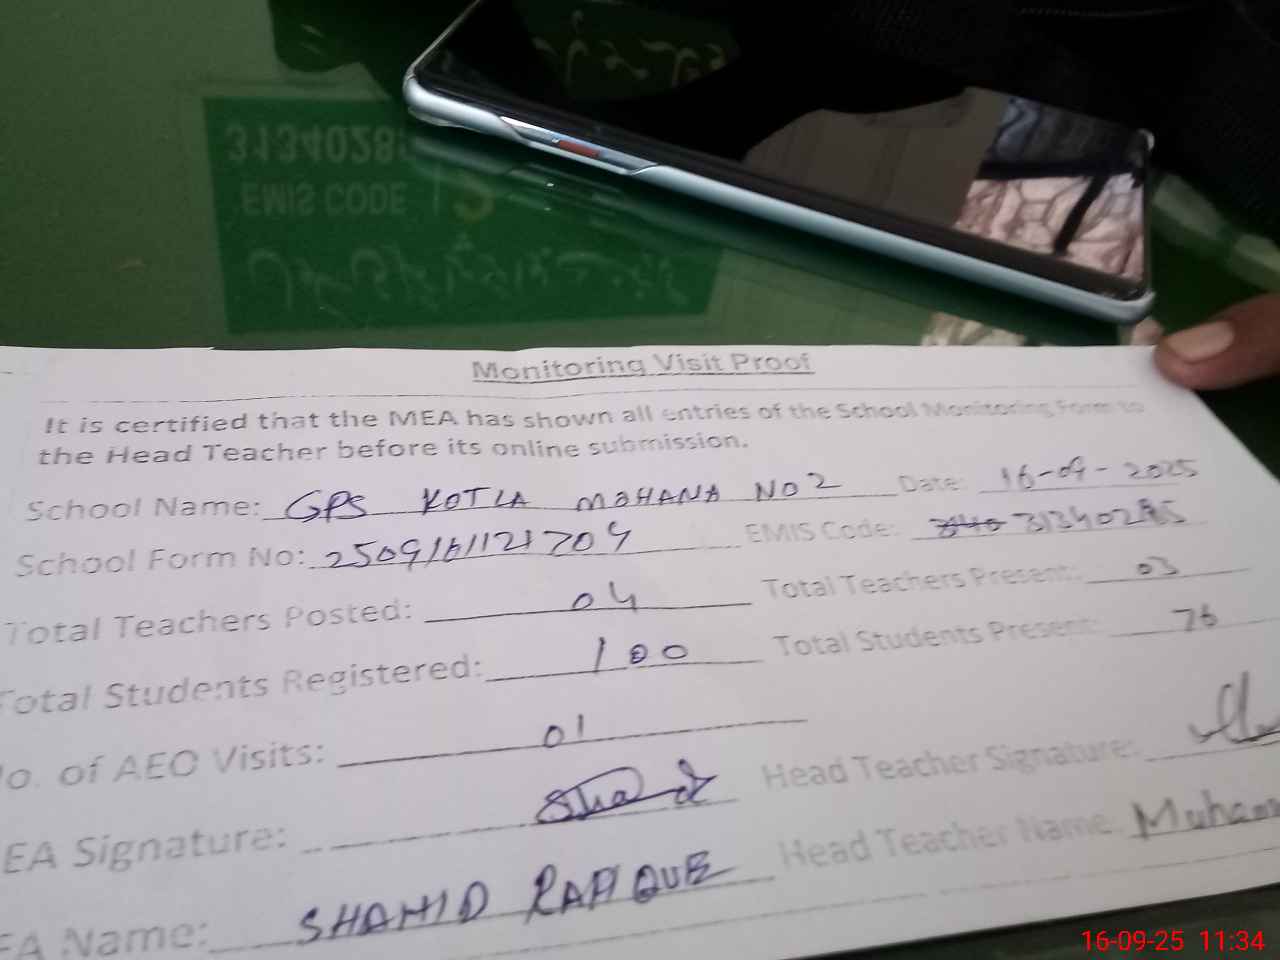 3134028
EMIS CODE
Monitoring Visit Proof
It is certified that the MEA has shown all entries of the School Monitoring Form to
the Head Teacher before its online submission.
School Name: GPS KOTLA MOHANA NO 2 Date: 16-09-2025
School Form No: 2509161121704 EMIS Code: 31340285
Total Teachers Posted: 04 Total Teachers Present: 03
Total Students Registered: 100 Total Students Present: 76
o. of AEO Visits: 01
EA Signature: Head Teacher Signature:
EA Name: SHAHID RAFIQUE Head Teacher Name: Muham
16-09-25 11:34